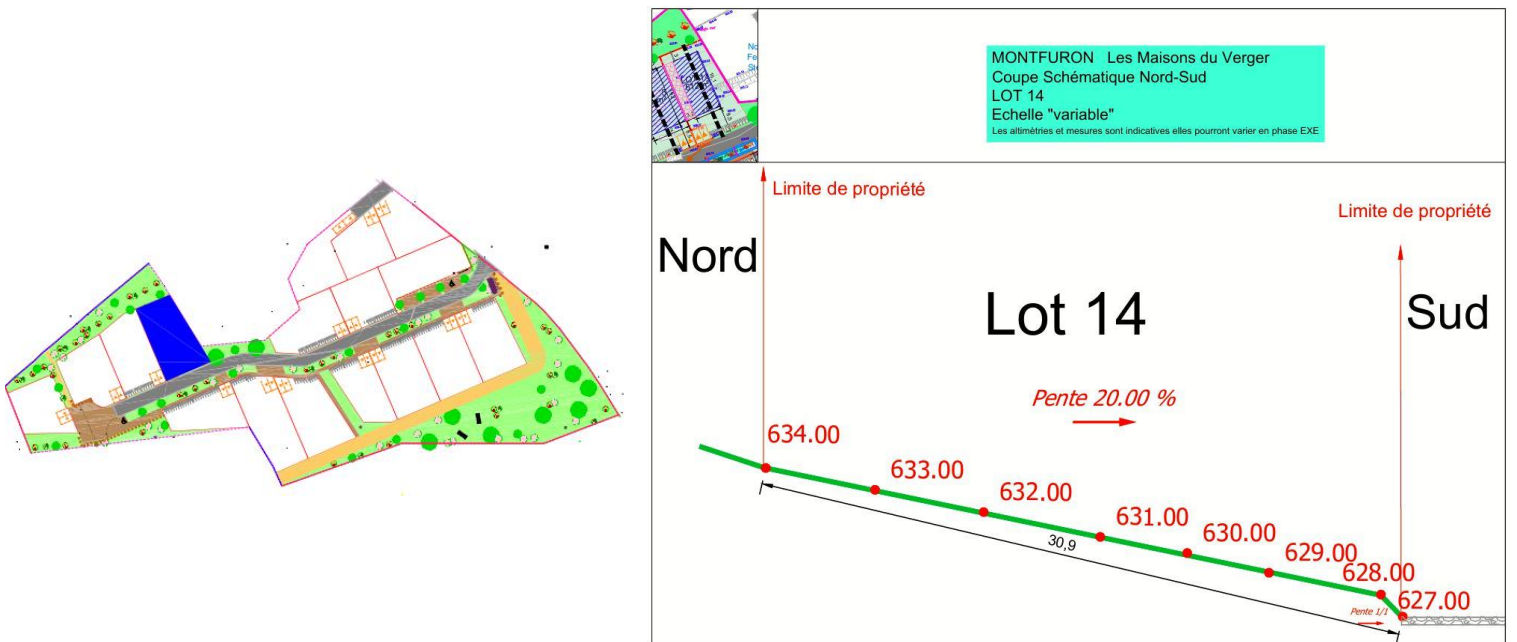 MONTFURON Les Maisons du Verger
Coupe Schématique Nord-Sud
LOT 14
Echelle "variable"
Les altimètries et mesures sont indicatives elles pourront varier en phase EXE
Limite de propriété
Limite de propriété
Nord
Lot 14
Sud
Pente 20.00 %
634.00
633.00
632.00
631.00
630.00
629.00
628.00
627.00
30,9
Pente 1/1